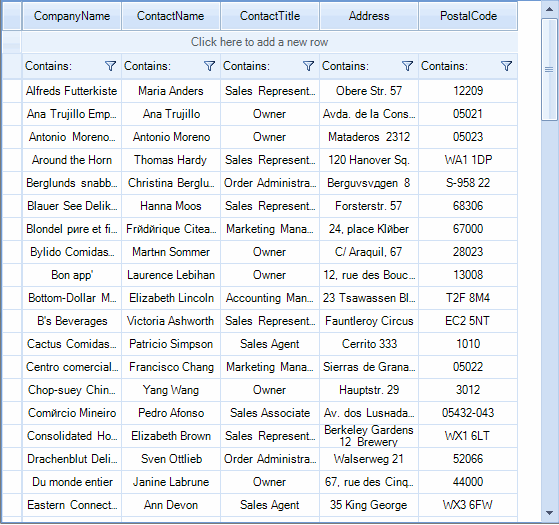 CompanyName ContactName ContactTitle Address PostalCode
Click here to add a new row
Contains: Contains: Contains: Contains: Contains:
Alfreds Futterkiste Maria Anders Sales Represent... Obere Str. 57 12209
Ana Trujillo Emp... Ana Trujillo Owner Avda. de la Cons... 05021
Antonio Moreno... Antonio Moreno Owner Mataderos 2312 05023
Around the Horn Thomas Hardy Sales Represent... 120 Hanover Sq. WA1 1DP
Berglunds snabb... Christina Berglu... Order Administra... Berguvsvдgen 8 S-958 22
Blauer See Delik... Hanna Moos Sales Represent... Forsterstr. 57 68306
Blondel pиre et fi... Frйdйrique Citea... Marketing Mana... 24, place Klйber 67000
Bуlido Comidas... Martнn Sommer Owner C/ Araquil, 67 28023
Bon app' Laurence Lebihan Owner 12, rue des Bouc... 13008
Bottom-Dollar M... Elizabeth Lincoln Accounting Man... 23 Tsawassen Bl... T2F 8M4
B's Beverages Victoria Ashworth Sales Represent... Fauntleroy Circus EC2 5NT
Cactus Comidas... Patricio Simpson Sales Agent Cerrito 333 1010
Centro comercial... Francisco Chang Marketing Mana... Sierras de Grana... 05022
Chop-suey Chin... Yang Wang Owner Hauptstr. 29 3012
Comйrcio Mineiro Pedro Afonso Sales Associate Av. dos Lusнada... 05432-043
Consolidated Ho... Elizabeth Brown Sales Represent... Berkeley Gardens WX1 6LT
12 Brewery
Drachenblut Deli... Sven Ottlieb Order Administra... Walserweg 21 52066
Du monde entier Janine Labrune Owner 67, rue des Cinq... 44000
Eastern Connect... Ann Devon Sales Agent 35 King George WX3 6FW